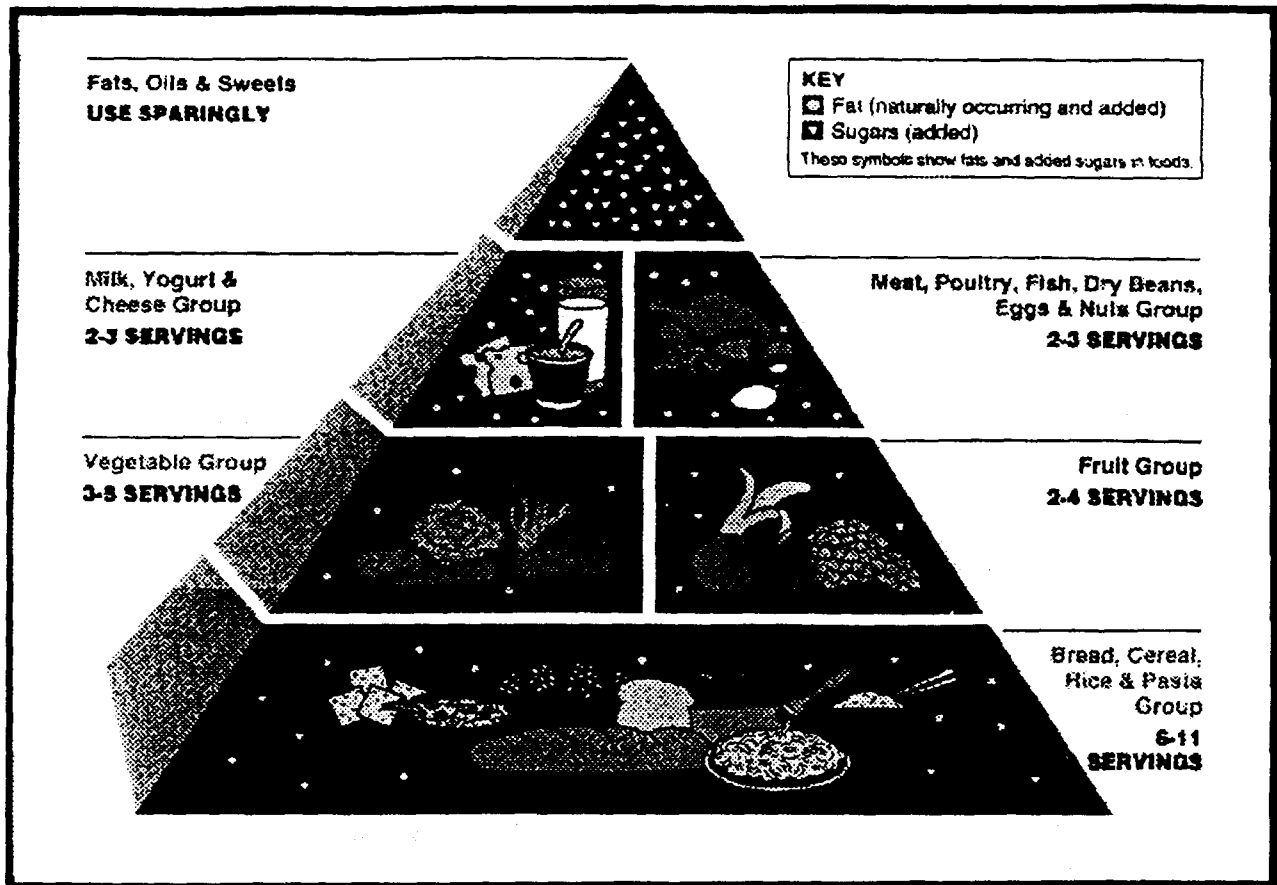 Fats, Oils & Sweets
USE SPARINGLY
KEY
Fat (naturally occurring and added)
Sugars (added)
These symbols show fats and added sugars in foods.
Milk, Yogurt &
Cheese Group
2-3 SERVINGS
Meat, Poultry, Fish, Dry Beans,
Eggs & Nuts Group
2-3 SERVINGS
Vegetable Group
3-5 SERVINGS
Fruit Group
2-4 SERVINGS
Bread, Cereal,
Rice & Pasta
Group
6-11
SERVINGS